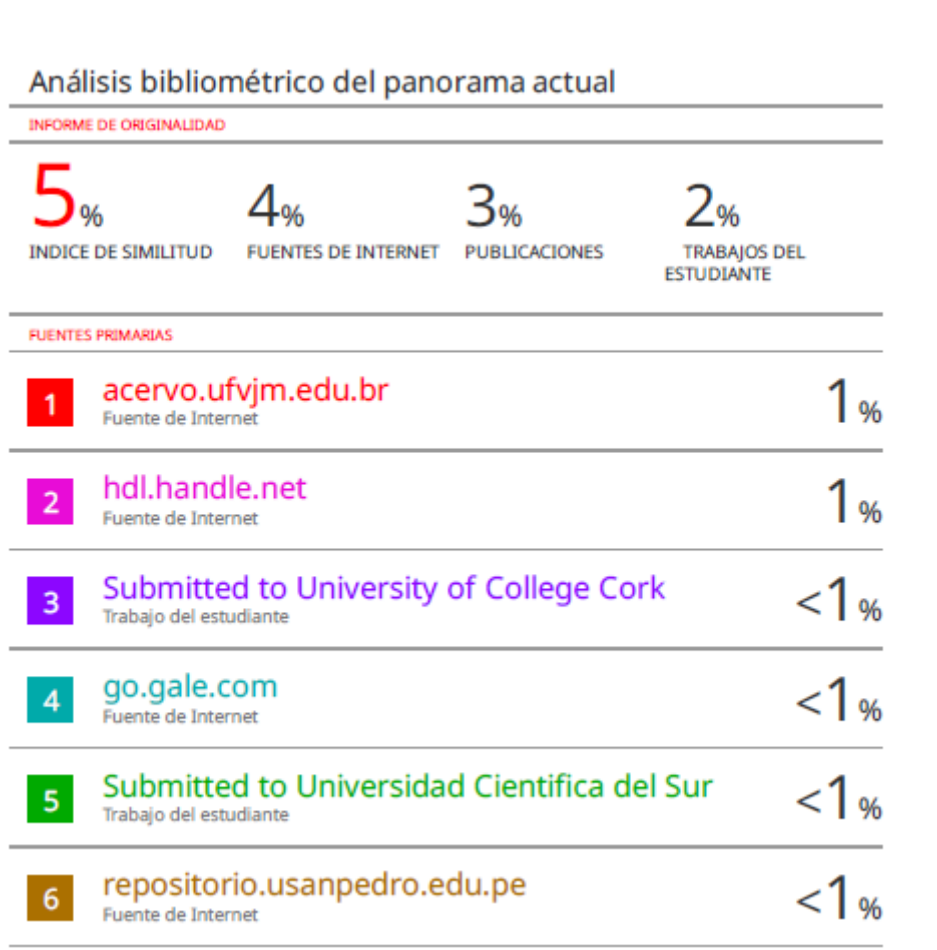 Análisis bibliométrico del panorama actual
INFORME DE ORIGINALIDAD
5% 4% 3% 2%
INDICE DE SIMILITUD FUENTES DE INTERNET PUBLICACIONES TRABAJOS DEL
ESTUDIANTE
FUENTES PRIMARIAS
1 acervo.ufvjm.edu.br 1%
Fuente de Internet
2 hdl.handle.net 1%
Fuente de Internet
3 Submitted to University of College Cork <1%
Trabajo del estudiante
4 go.gale.com <1%
Fuente de Internet
5 Submitted to Universidad Cientifica del Sur <1%
Trabajo del estudiante
6 repositorio.usanpedro.edu.pe <1%
Fuente de Internet